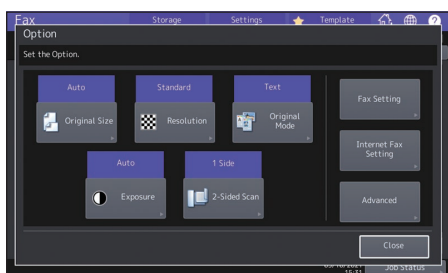 Fax Storage Settings Template
Option
Set the Option.
Auto Standard Text
Original Size Resolution Original Mode
Fax Setting
Auto 1 Side
Exposure 2-Sided Scan
Internet Fax Setting
Advanced
Close
Job Status